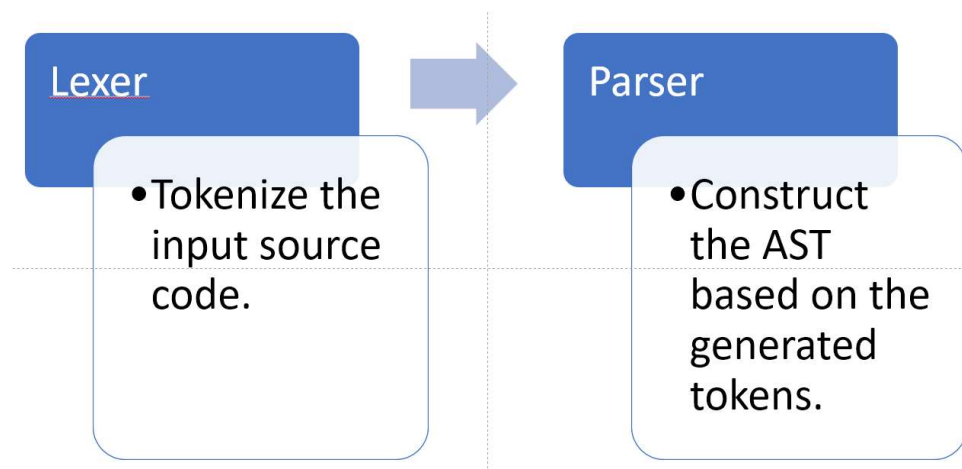 Lexer
•Tokenize the
input source
code.
Parser
•Construct
the AST
based on the
generated
tokens.